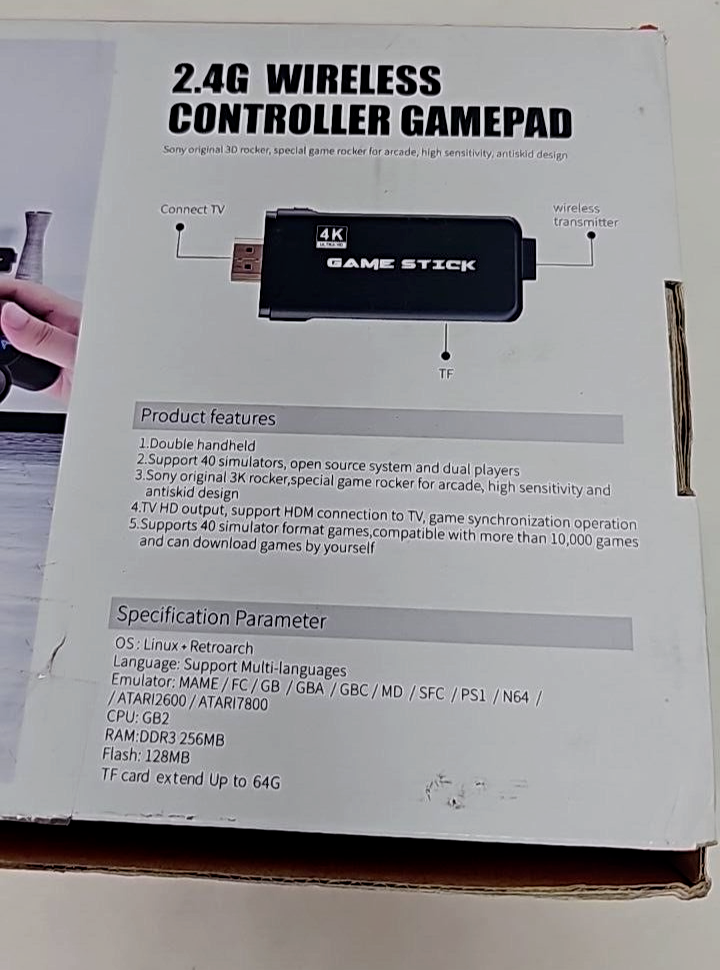 2.4G WIRELESS
CONTROLLER GAMEPAD
Sony original 3D rocker, special game rocker for arcade, high sensitivity, antiskid design
Connect TV
wireless
transmitter
4K
ULTRA HD
GAME STICK
TF
Product features
1.Double handheld
2.Support 40 simulators, open source system and dual players
3.Sony original 3K rocker,special game rocker for arcade, high sensitivity and
antiskid design
4.TV HD output, support HDM connection to TV, game synchronization operation
5.Supports 40 simulator format games,compatible with more than 10,000 games
and can download games by yourself
Specification Parameter
OS: Linux + Retroarch
Language: Support Multi-languages
Emulator: MAME / FC / GB / GBA / GBC / MD / SFC / PS1 / N64 /
/ ATARI2600 / ATARI7800
CPU: GB2
RAM:DDR3 256MB
Flash: 128MB
TF card extend Up to 64G